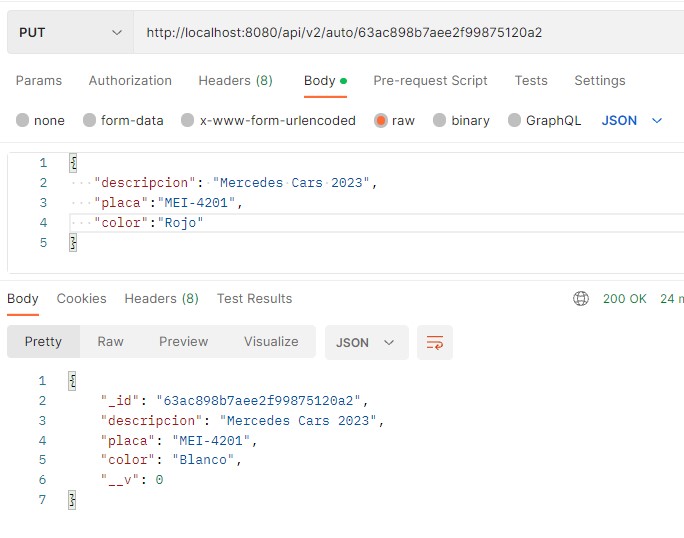 PUT http://localhost:8080/api/v2/auto/63ac898b7aee2f99875120a2
Params Authorization Headers (8) Body Pre-request Script Tests Settings
none form-data x-www-form-urlencoded raw binary GraphQL JSON
1 {
2 "descripcion": "Mercedes Cars 2023",
3 "placa":"MEI-4201",
4 "color":"Rojo"
5 }
Body Cookies Headers (8) Test Results 200 OK 24 m
Pretty Raw Preview Visualize JSON
1 {
2 "_id": "63ac898b7aee2f99875120a2",
3 "descripcion": "Mercedes Cars 2023",
4 "placa": "MEI-4201",
5 "color": "Blanco",
6 "__v": 0
7 }